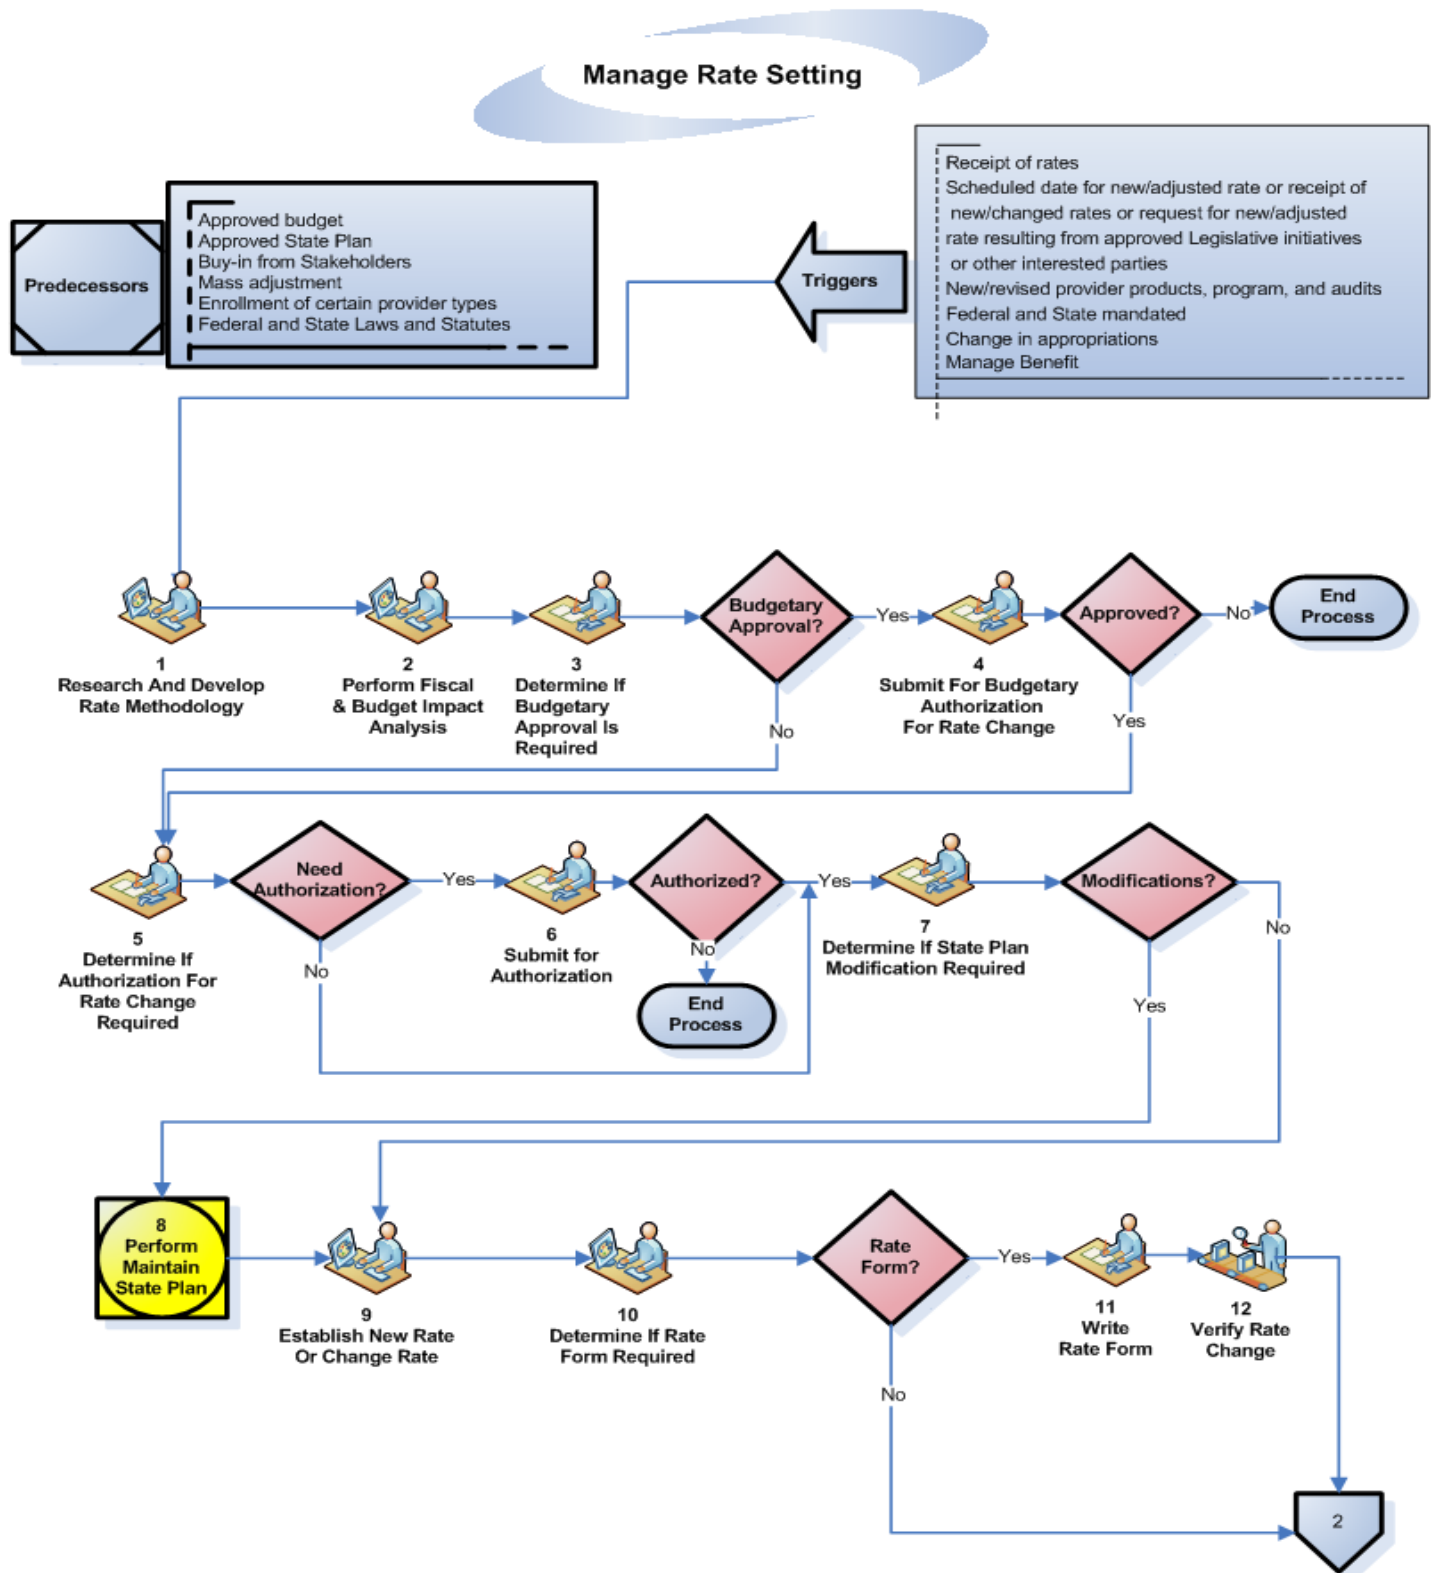 Manage Rate Setting
Predecessors
Approved budget
Approved State Plan
Buy-in from Stakeholders
Mass adjustment
Enrollment of certain provider types
Federal and State Laws and Statutes
Triggers
Receipt of rates
Scheduled date for new/adjusted rate or receipt of
new/changed rates or request for new/adjusted
rate resulting from approved Legislative initiatives
or other interested parties
New/revised provider products, program, and audits
Federal and State mandated
Change in appropriations
Manage Benefit
1
Research And Develop
Rate Methodology
2
Perform Fiscal
& Budget Impact
Analysis
3
Determine If
Budgetary
Approval Is
Required
Budgetary
Approval?
Yes
No
4
Submit For Budgetary
Authorization
For Rate Change
Approved?
No
Yes
End
Process
5
Determine If
Authorization For
Rate Change
Required
Need
Authorization?
Yes
No
6
Submit for
Authorization
Authorized?
Yes
No
End
Process
7
Determine If State Plan
Modification Required
Modifications?
No
Yes
8
Perform
Maintain
State Plan
9
Establish New Rate
Or Change Rate
10
Determine If Rate
Form Required
Rate
Form?
Yes
No
11
Write
Rate Form
12
Verify Rate
Change
2